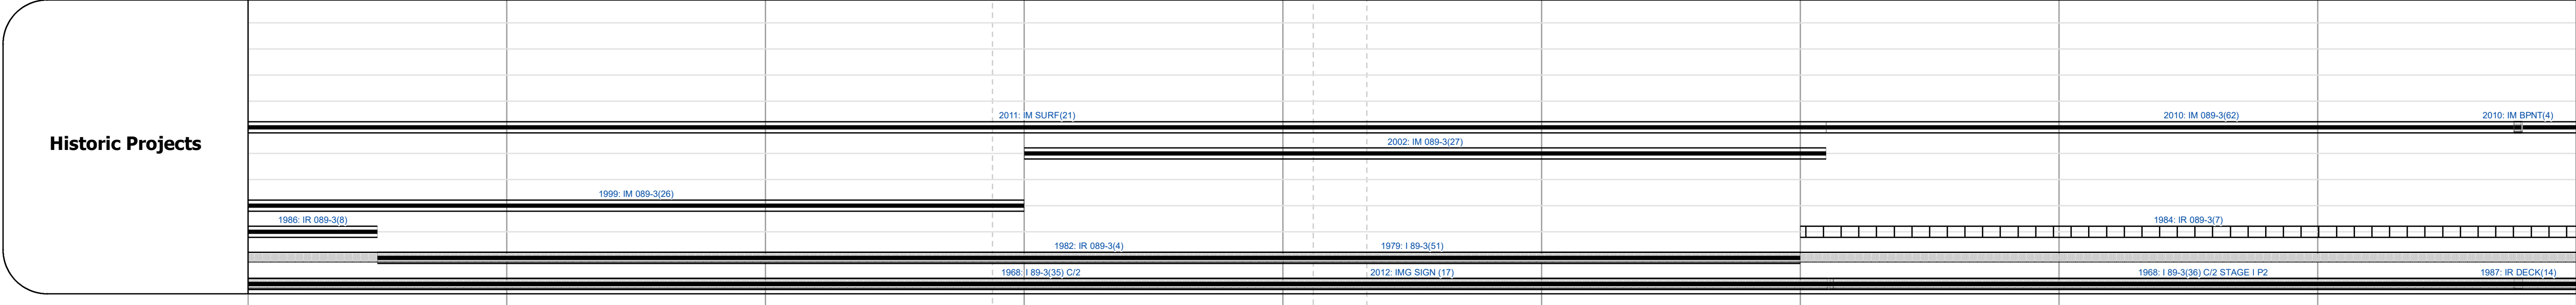 2011: IM SURF(21)
2010: IM 089-3(62)
2010: IM BPNT(4)
2002: IM 089-3(27)
Historic Projects
1999: IM 089-3(26)
1986: IR 089-3(8)
1984: IR 089-3(7)
1982: IR 089-3(4)
1979: I 89-3(51)
1968: I 89-3(35) C/2
2012: IMG SIGN (17)
1968: I 89-3(36) C/2 STAGE I P2
1987: IR DECK(14)